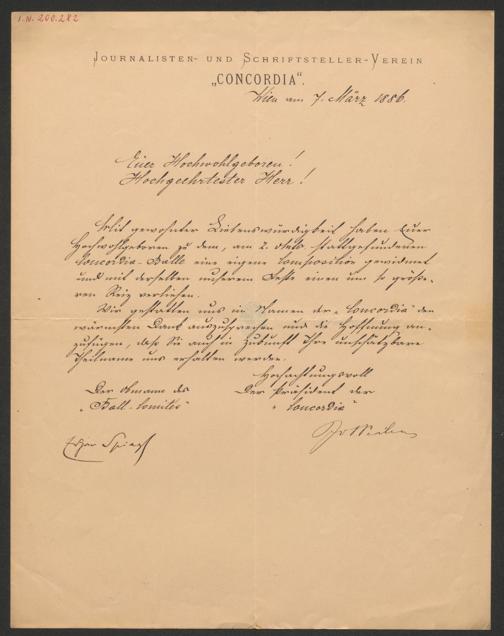 I. N. 200.282
JOURNALISTEN- UND SCHRIFTSTELLER-VEREIN
„CONCORDIA“.
Wien am 7. März 1886.
Euer Hochwohlgeboren!
Hochgeehrtester Herr!
Mit gewohnter Liebenswürdigkeit haben Euer
Hochwohlgeboren zu dem, am 2. stattgefundenen
Concordia-Balle eine eigene Composition gewidmet
und mit derselben unserem Feste einen um so größe-
ren Reiz verliehen.
Wir gestatten uns im Namen der „Concordia“ den
wärmsten Dank auszusprechen und die Hoffnung an-
zufügen, daß Sie auch in Zukunft Ihre unschätzbare
Theilname uns erhalten werden.
Hochachtungsvoll
Der Obmann des
„Ball-Comités“
Der Präsident der
„Concordia“
Edgar Spiegl